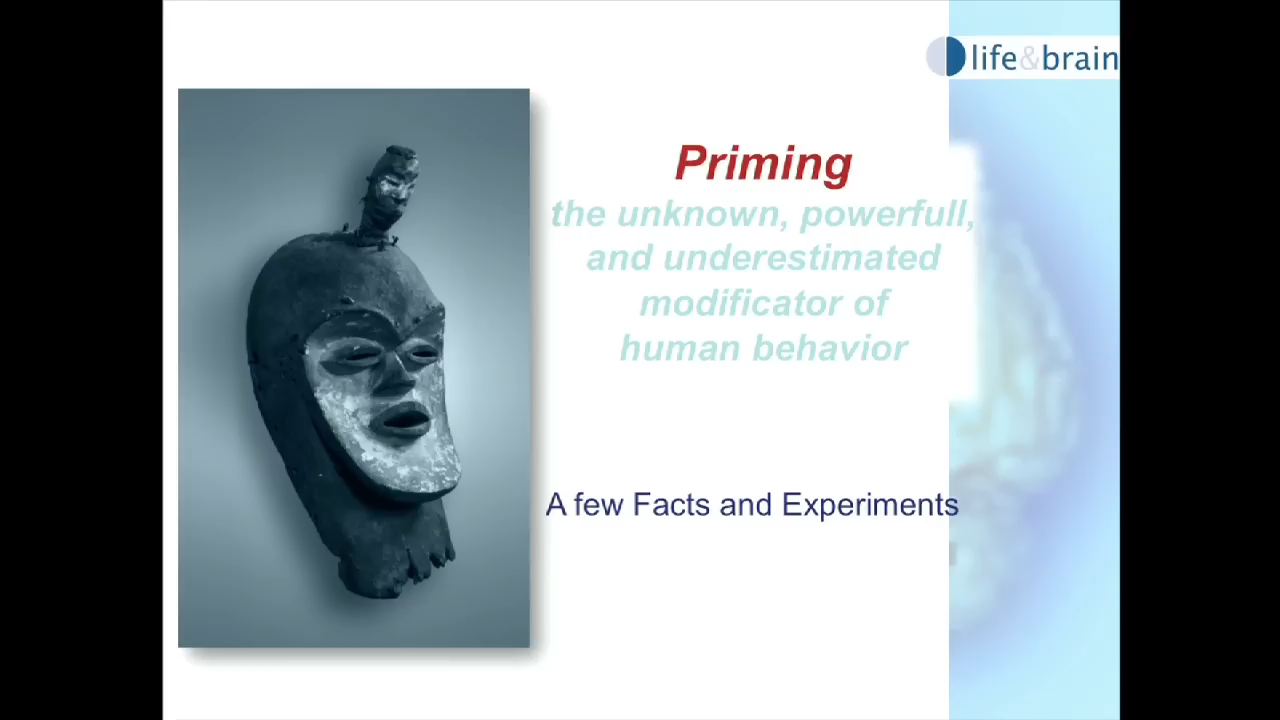 life&brain
Priming
the unknown, powerfull,
and underestimated
modificator of
human behavior
A few Facts and Experiments